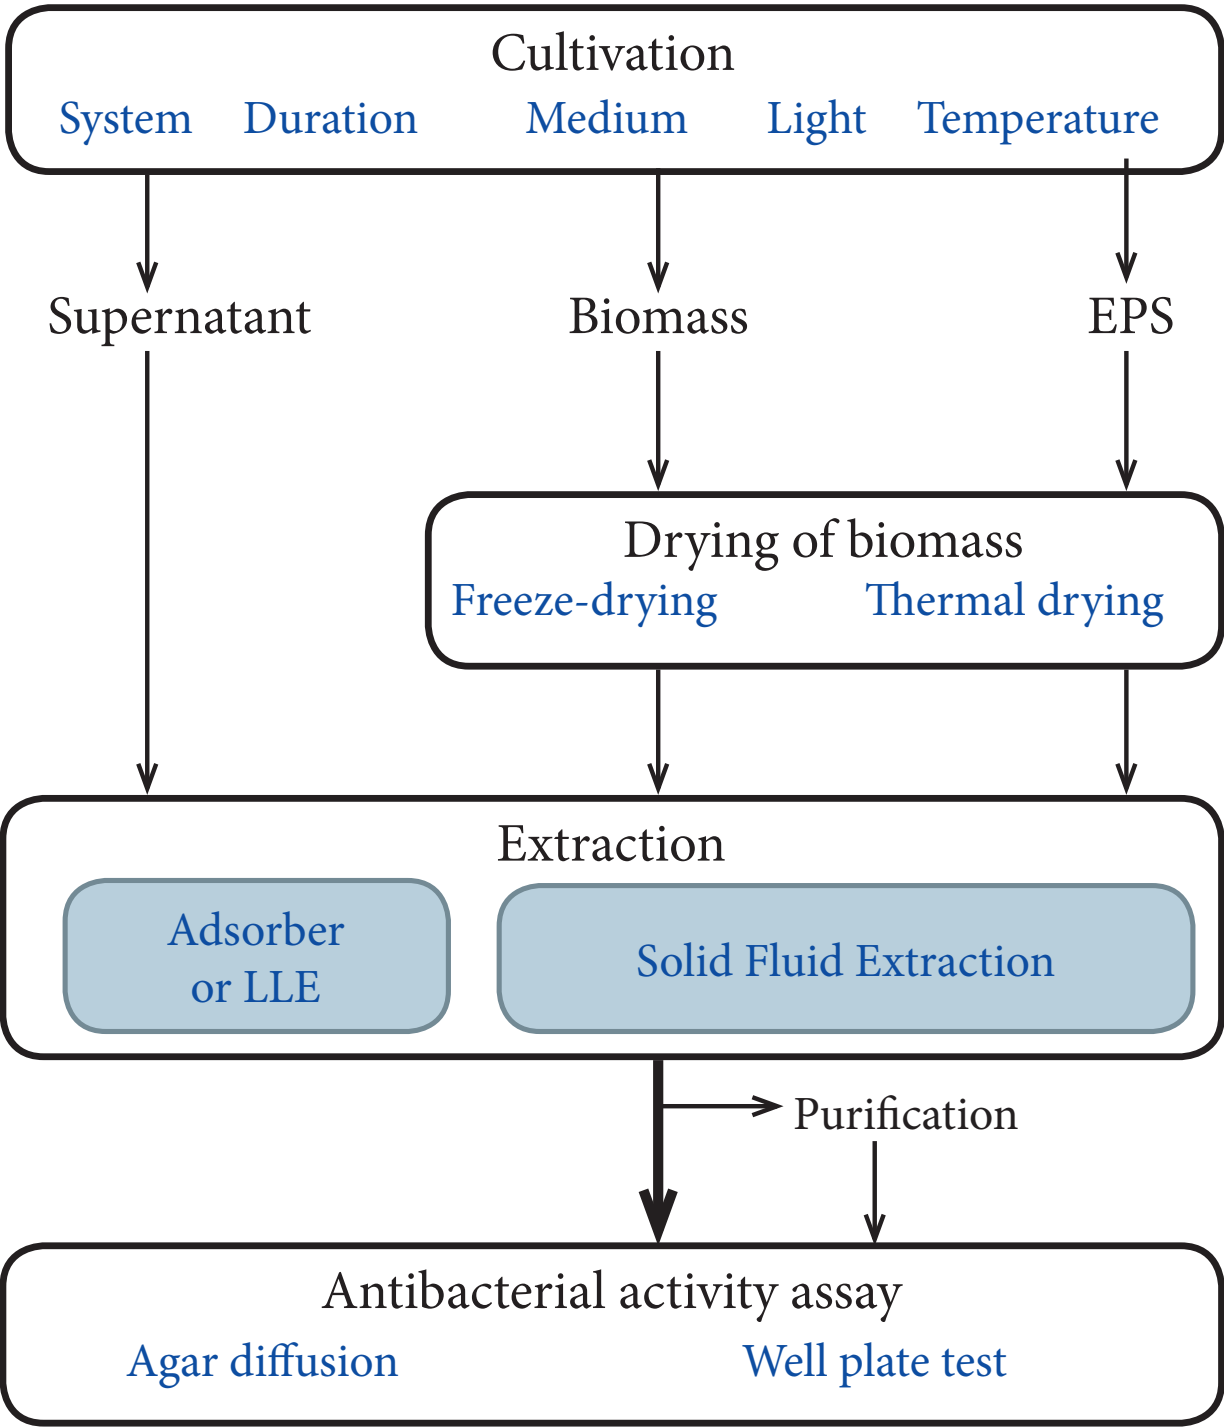 Cultivation
System Duration Medium Light Temperature
Supernatant Biomass EPS
Drying of biomass
Freeze-drying Thermal drying
Extraction
Adsorber
or LLE
Solid Fluid Extraction
Purification
Antibacterial activity assay
Agar diffusion Well plate test